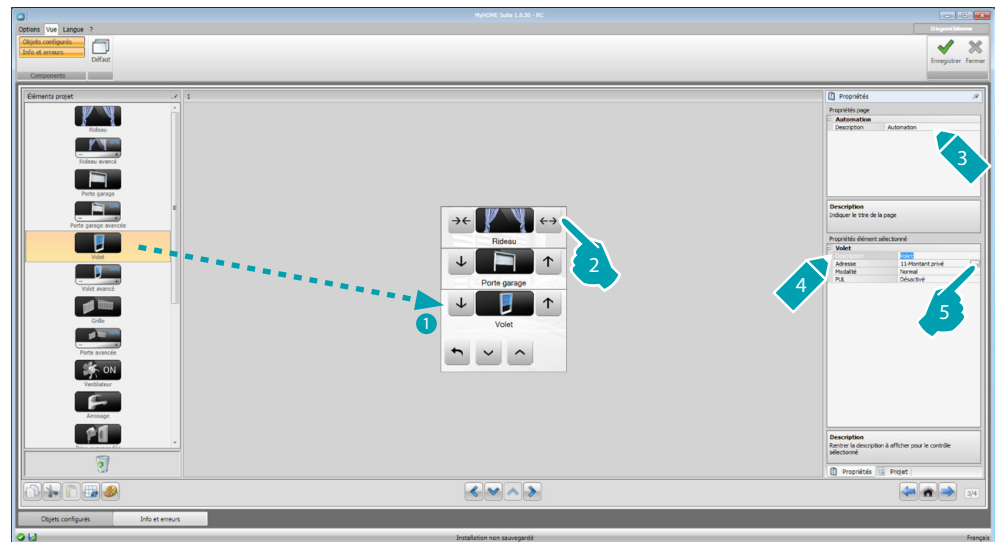 MyHOME Suite 1.0.30 - RC
Options Vue Langue ?
Objets configurés
Info et erreurs
Défaut
Components
Enregistrer Fermer
Éléments projet
1
Rideau
Rideau avancé
Porte garage
Porte garage avancée
Volet
Volet avancé
Grille
Porte avancée
ON
Ventilateur
Arrosage
Rideau
Porte garage
Volet
1
2
3
4
5
Propriétés
Propriétés page
Automation
Description Automation
Description
Indiquer le titre de la page
Propriétés élément sélectionné
Volet
Description Volet
Adresse 11-Montant privé
Modalité Normal
PUL Désactivé
Description
Rentrer la description à afficher pour le contrôle
sélectionné
Propriétés Projet
3/4
Objets configurés Info et erreurs
Installation non sauvegardé
Français